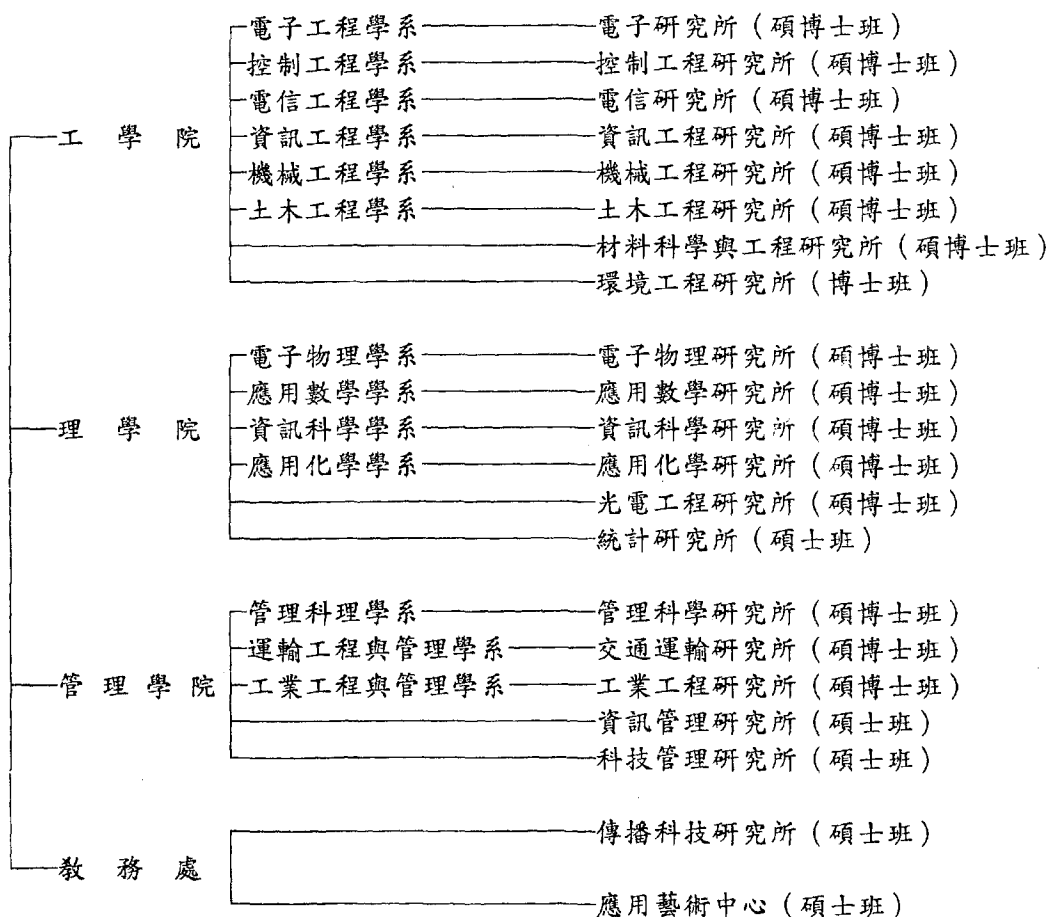 電子工程學系 電子研究所（碩博士班）
控制工程學系 控制工程研究所（碩博士班）
電信工程學系 電信研究所（碩博士班）
工學院 資訊工程學系 資訊工程研究所（碩博士班）
機械工程學系 機械工程研究所（碩博士班）
土木工程學系 土木工程研究所（碩博士班）
材料科學與工程研究所（碩博士班）
環境工程研究所（博士班）
電子物理學系 電子物理研究所（碩博士班）
應用數學學系 應用數學研究所（碩博士班）
理學院 資訊科學學系 資訊科學研究所（碩博士班）
應用化學學系 應用化學研究所（碩博士班）
光電工程研究所（碩博士班）
統計研究所（碩士班）
管理科理學系 管理科學研究所（碩博士班）
運輸工程與管理學系 交通運輸研究所（碩博士班）
管理學院 工業工程與管理學系 工業工程研究所（碩博士班）
資訊管理研究所（碩士班）
科技管理研究所（碩士班）
傳播科技研究所（碩士班）
教務處
應用藝術中心（碩士班）